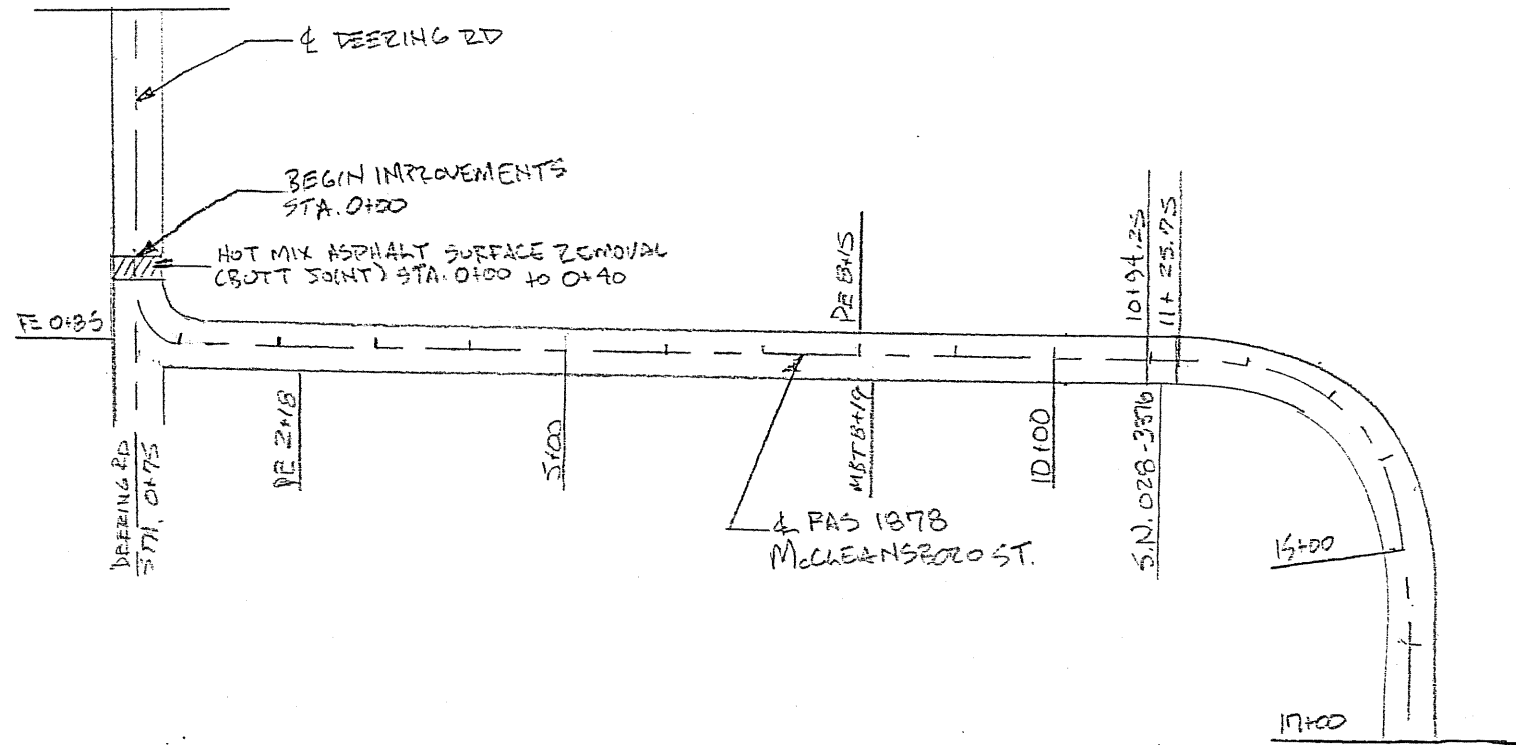 ℄ DEERING RD
BEGIN IMPROVEMENTS
STA. 0+00
HOT MIX ASPHALT SURFACE REMOVAL
(BUTT JOINT) STA. 0+00 to 0+40
FE 0+85
DEERING RD
STA. 0+75
PE 2+18
5+00
PE 8+15
MBT 8+19
℄ FAS 1878
McCLEANSBORO ST.
10+00
10+94.25
11+25.75
S.N. 028-3376
15+00
17+00